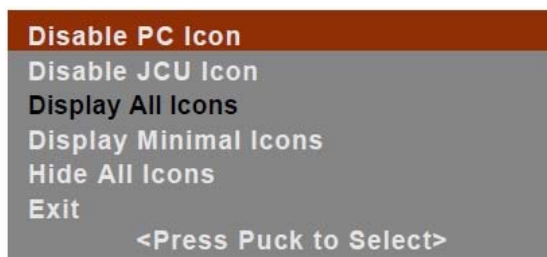 Disable PC Icon
Disable JCU Icon
Display All Icons
Display Minimal Icons
Hide All Icons
Exit
<Press Puck to Select>